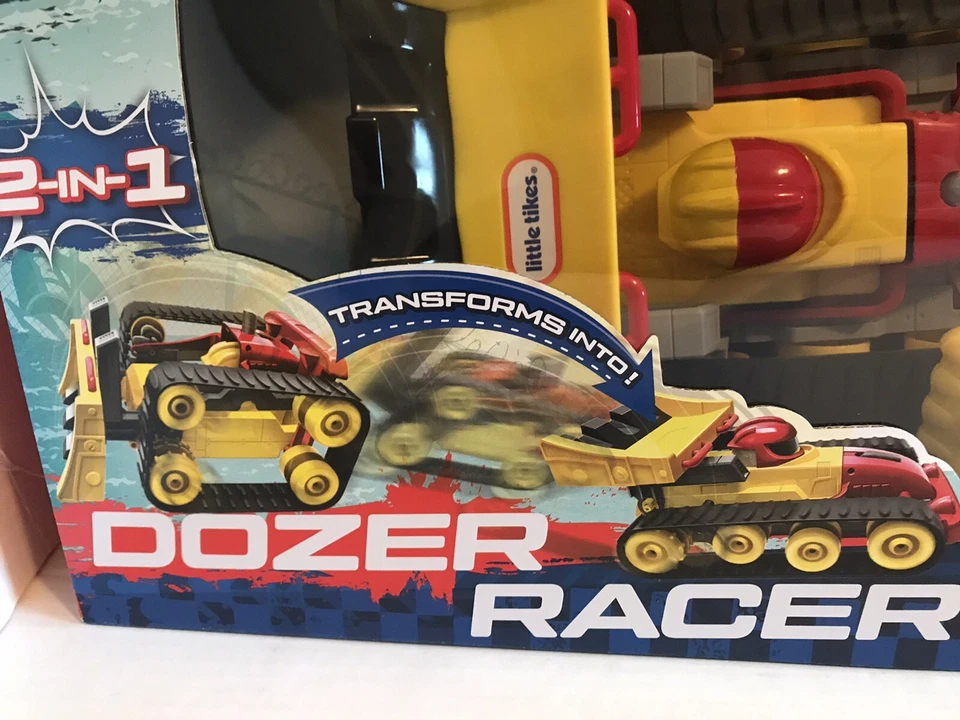 2-IN-1
little tikes®
TRANSFORMS INTO!
DOZER
RACER